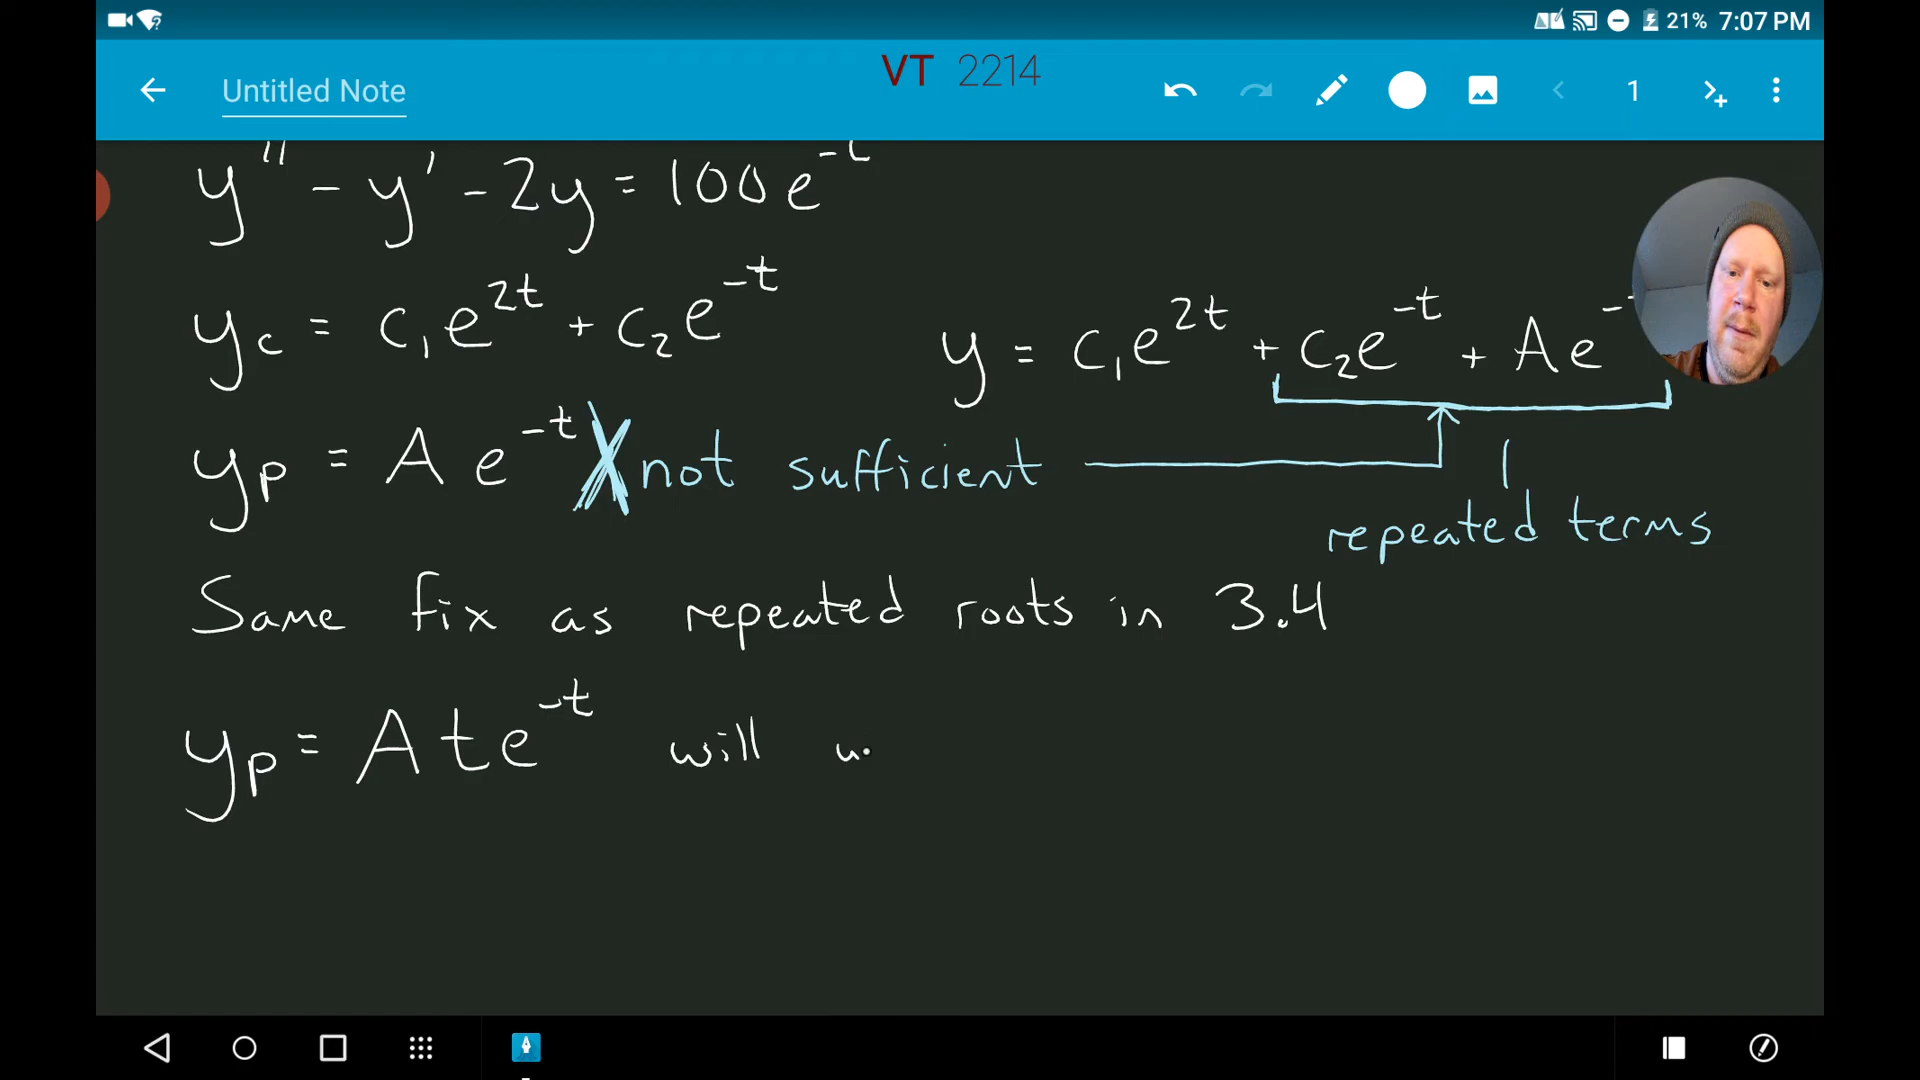 21% 7:07 PM
VT 2214
Untitled Note
1
y'' - y' - 2y = 100e^-t
y_c = c_1e^2t + c_2e^-t
y = c_1e^2t + c_2e^-t + Ae^-
y_p = Ae^-t X not sufficient
repeated terms
Same fix as repeated roots in 3.4
y_p = Ate^-t will